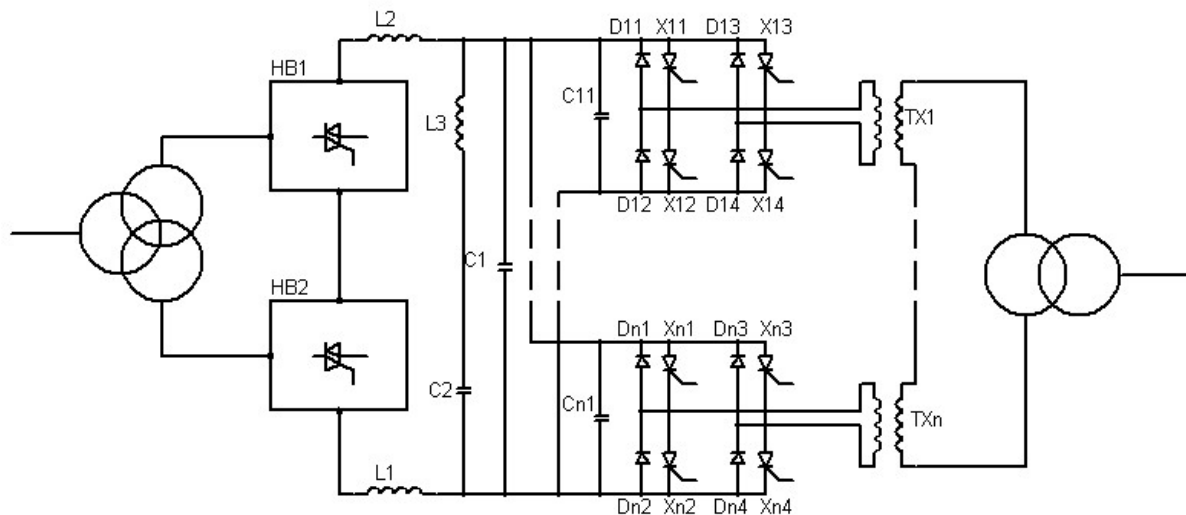 L2
D11 X11 D13 X13
HB1
C11
L3
TX1
D12 X12 D14 X14
C1
HB2
Dn1 Xn1 Dn3 Xn3
C2
Cn1
TXn
L1
Dn2 Xn2 Dn4 Xn4